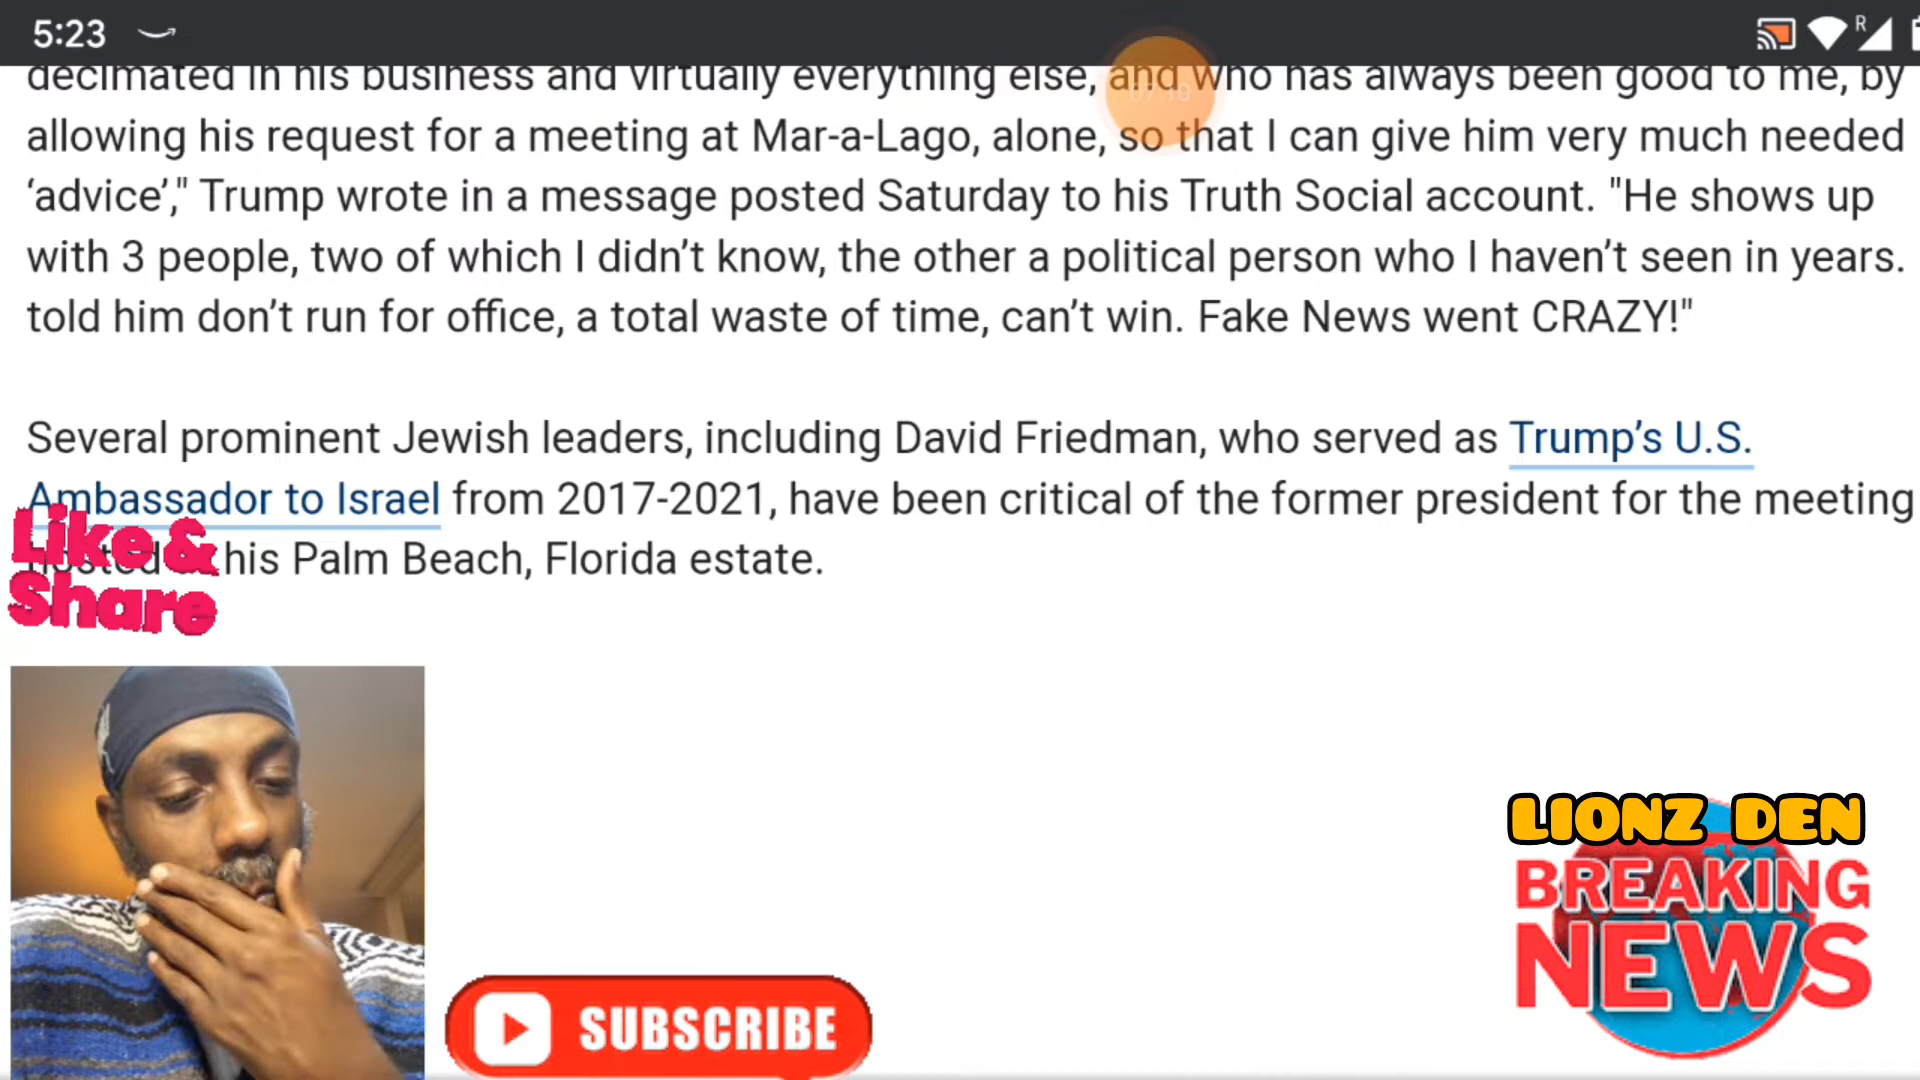 5:23
R
decimated in his business and virtually everything else, and who has always been good to me, by
allowing his request for a meeting at Mar-a-Lago, alone, so that I can give him very much needed
‘advice’," Trump wrote in a message posted Saturday to his Truth Social account. "He shows up
with 3 people, two of which I didn’t know, the other a political person who I haven’t seen in years.
told him don’t run for office, a total waste of time, can’t win. Fake News went CRAZY!"
Several prominent Jewish leaders, including David Friedman, who served as Trump’s U.S.
Ambassador to Israel from 2017-2021, have been critical of the former president for the meeting
hosted his Palm Beach, Florida estate.
Like &
Share
LIONZ DEN
BREAKING
NEWS
SUBSCRIBE